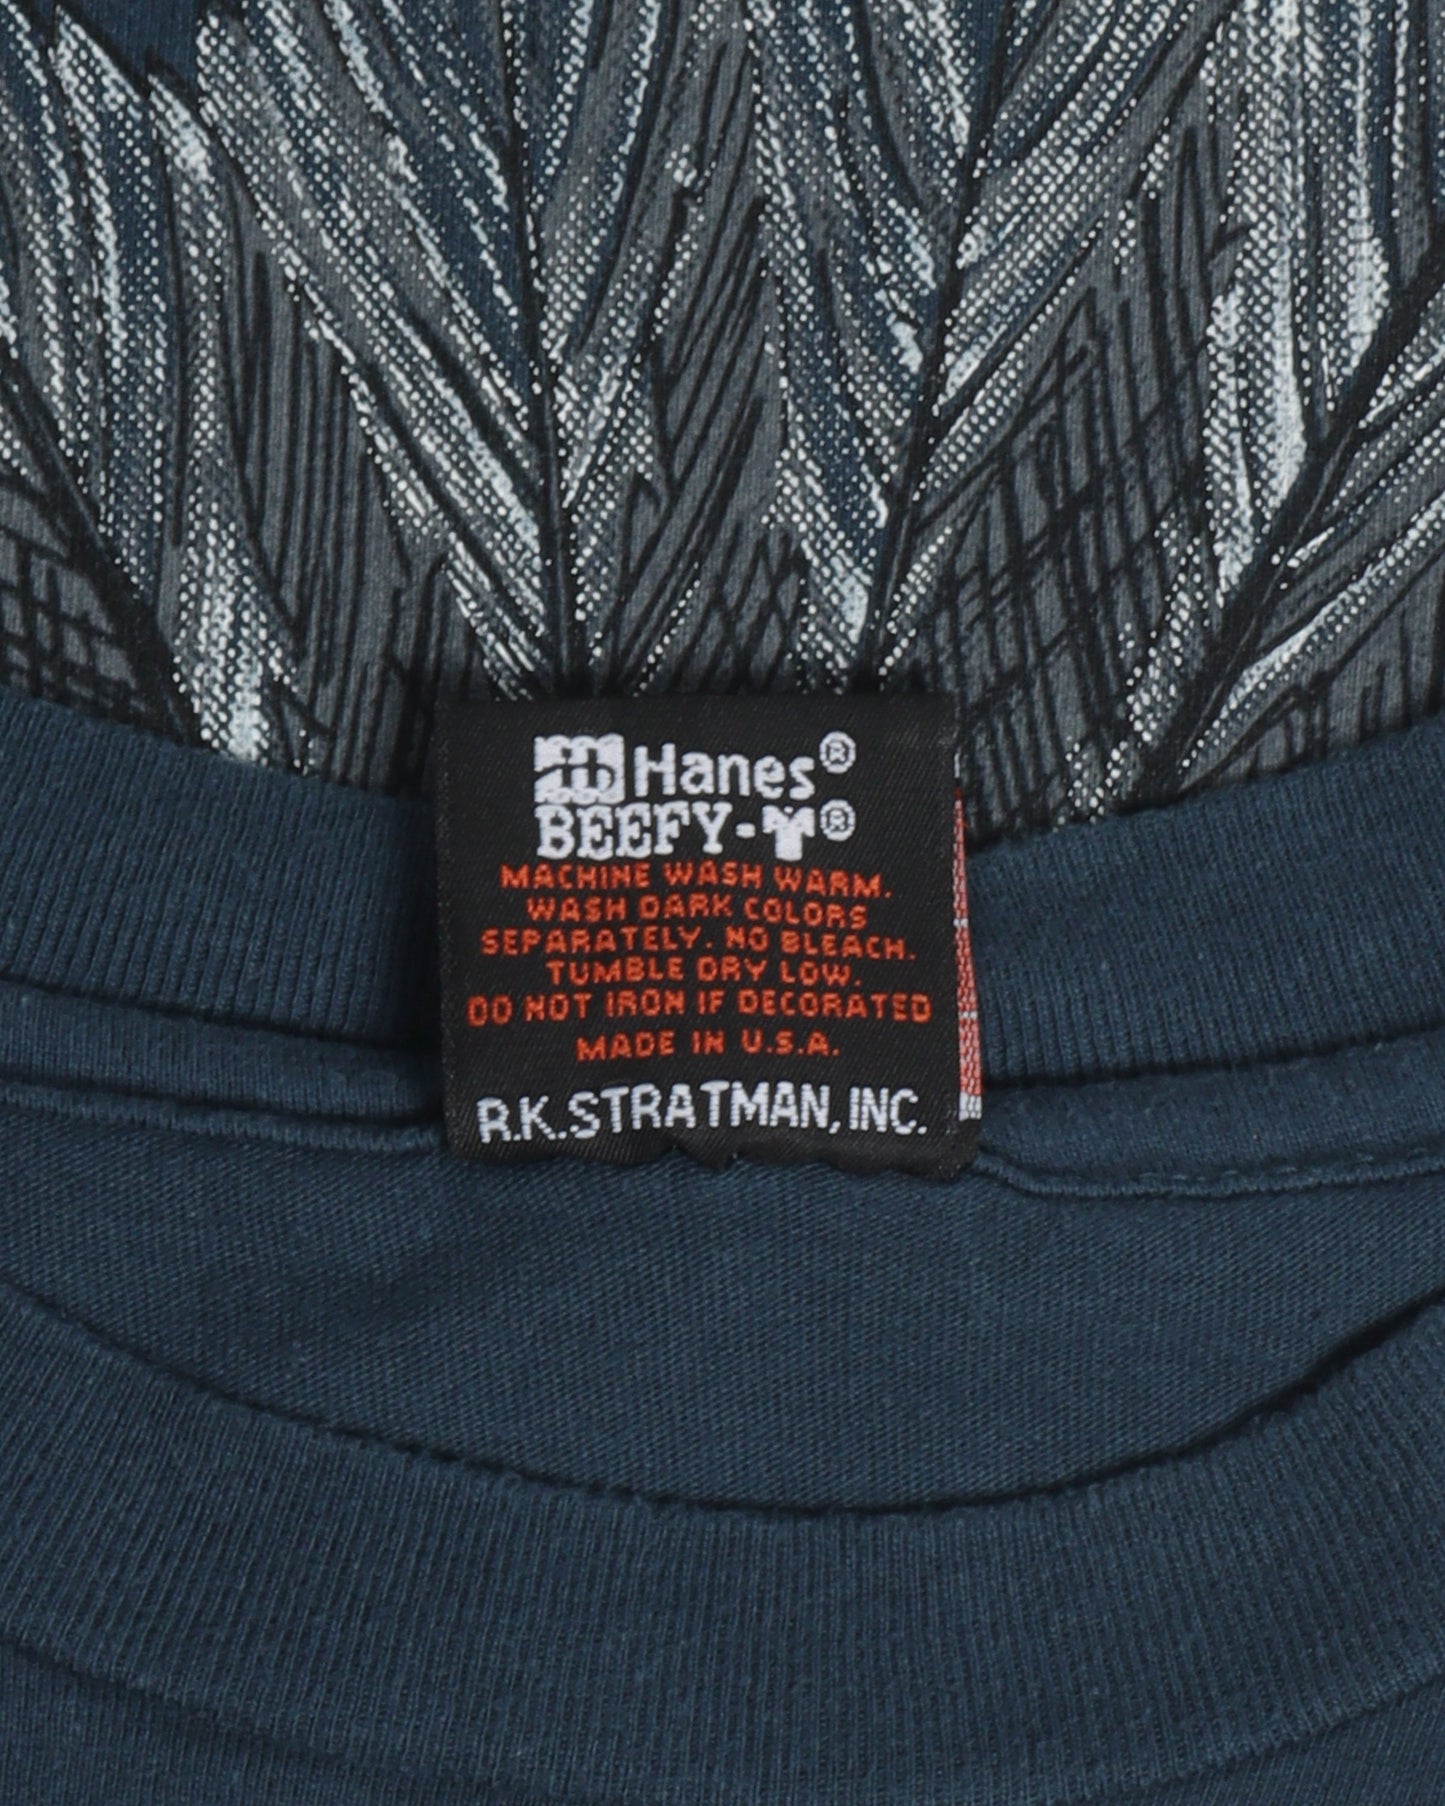 Hanes®
BEEFY-T®
MACHINE WASH WARM.
WASH DARK COLORS
SEPARATELY. NO BLEACH.
TUMBLE DRY LOW.
DO NOT IRON IF DECORATED
MADE IN U.S.A.
R.K.STRATMAN, INC.